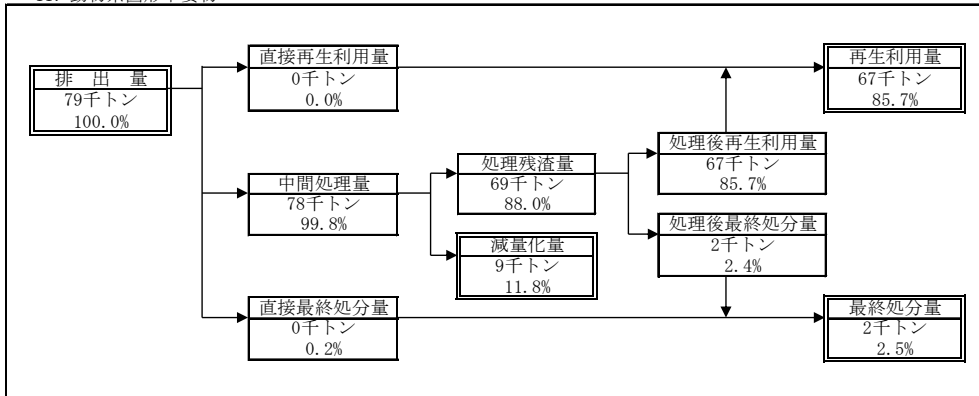 排 出 量
79千トン
100.0%
直接再生利用量
0千トン
0.0%
中間処理量
78千トン
99.8%
直接最終処分量
0千トン
0.2%
処理残渣量
69千トン
88.0%
減量化量
9千トン
11.8%
処理後再生利用量
67千トン
85.7%
処理後最終処分量
2千トン
2.4%
再生利用量
67千トン
85.7%
最終処分量
2千トン
2.5%